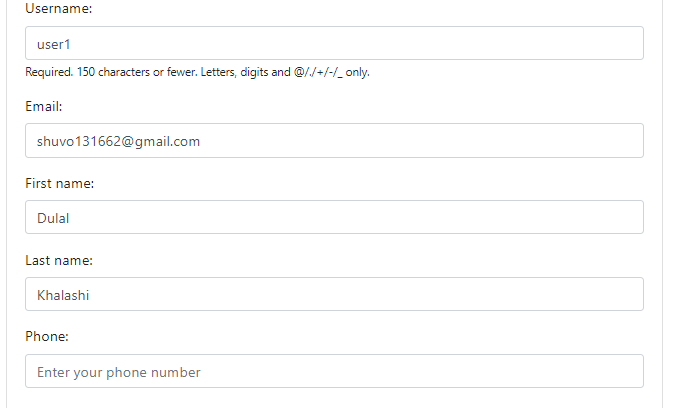 Username:
user1
Required. 150 characters or fewer. Letters, digits and @/./+/-/_ only.
Email:
shuvo131662@gmail.com
First name:
Dulal
Last name:
Khalashi
Phone:
Enter your phone number